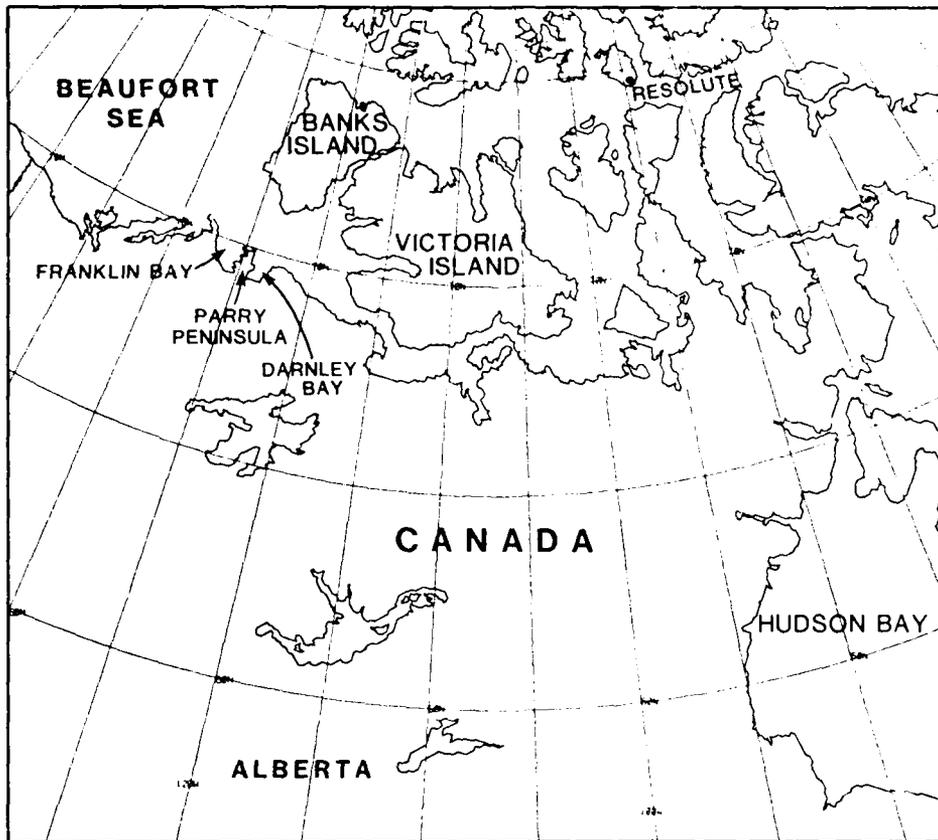 BEAUFORT
SEA
BANKS
ISLAND
RESOLUTE
VICTORIA
ISLAND
FRANKLIN BAY
PARRY
PENINSULA
DARNLEY
BAY
CANADA
HUDSON BAY
ALBERTA